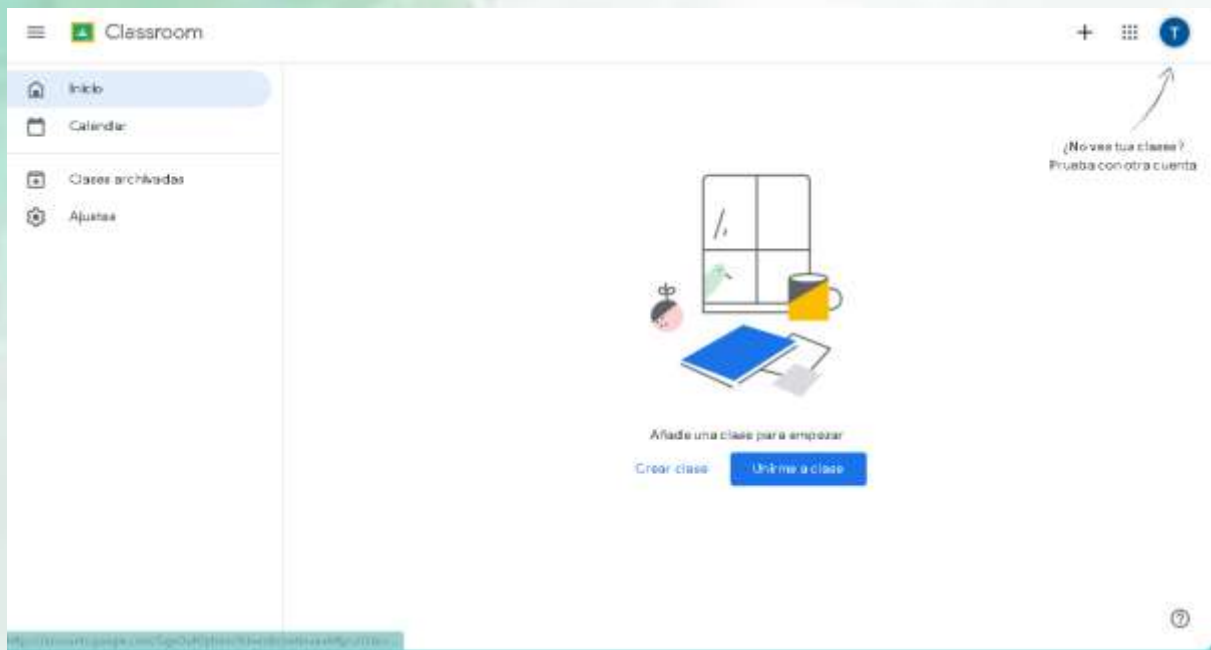 Classroom
T
Inicio
Calendar
Clases archivadas
Ajustes
¿No ves tus clases?
Prueba con otra cuenta
Añade una clase para empezar
Crear clase
Unirme a clase